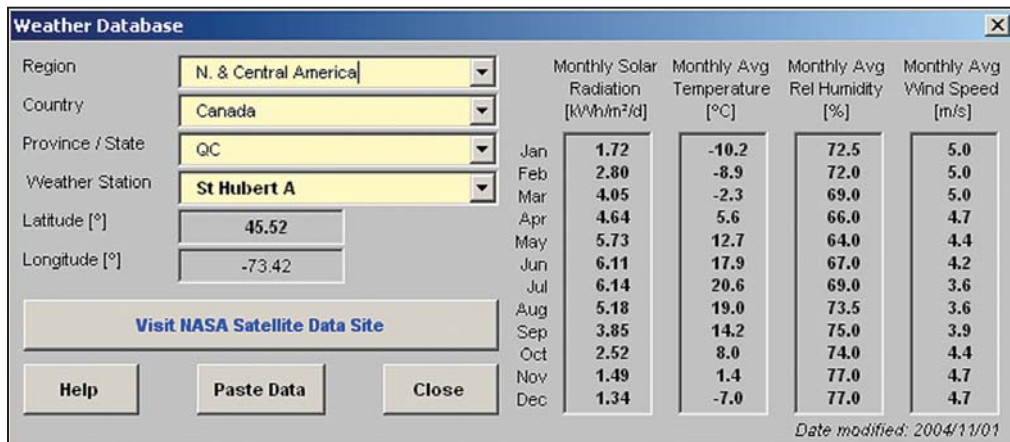 Weather Database
Region N. & Central America
Country Canada
Province / State QC
Weather Station St Hubert A
Latitude [°] 45.52
Longitude [°] -73.42
Visit NASA Satellite Data Site
Help Paste Data Close
Monthly Solar Monthly Avg Monthly Avg Monthly Avg
Radiation Temperature Rel Humidity Wind Speed
[kWh/m²/d] [°C] [%] [m/s]
Jan 1.72 -10.2 72.5 5.0
Feb 2.80 -8.9 72.0 5.0
Mar 4.05 -2.3 69.0 5.0
Apr 4.64 5.6 66.0 4.7
May 5.73 12.7 64.0 4.4
Jun 6.11 17.9 67.0 4.2
Jul 6.14 20.6 69.0 3.6
Aug 5.18 19.0 73.5 3.6
Sep 3.85 14.2 75.0 3.9
Oct 2.52 8.0 74.0 4.4
Nov 1.49 1.4 77.0 4.7
Dec 1.34 -7.0 77.0 4.7
Date modified: 2004/11/01